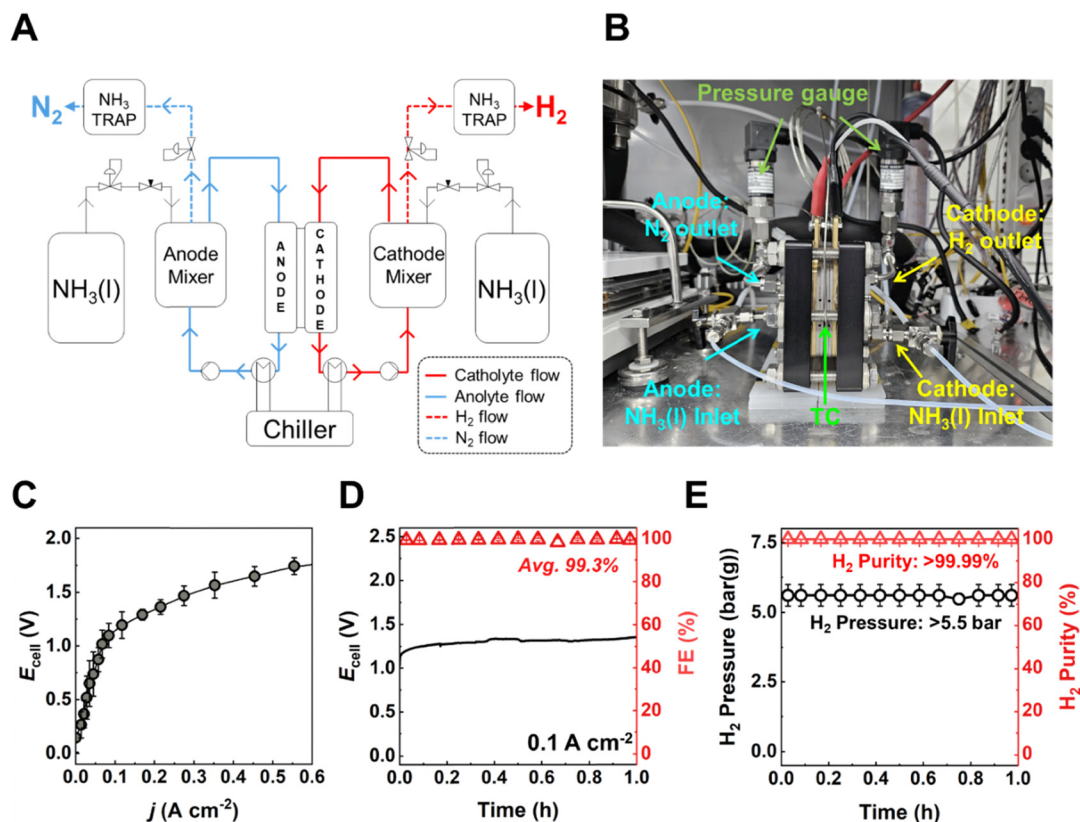 A
N₂
NH₃
TRAP
NH₃
TRAP
H₂
NH₃(l)
Anode
Mixer
ANODE
CATHODE
Cathode
Mixer
NH₃(l)
Chiller
Catholyte flow
Anolyte flow
H₂ flow
N₂ flow
B
Pressure gauge
Anode:
N₂ outlet
Cathode:
H₂ outlet
Anode:
NH₃(l) Inlet
TC
Cathode:
NH₃(l) Inlet
C
E_cell (V)
2.0
1.5
1.0
0.5
0.0
0.0 0.1 0.2 0.3 0.4 0.5 0.6
j (A cm⁻²)
D
E_cell (V)
2.5
2.0
1.5
1.0
0.5
0.0
Avg. 99.3%
0.1 A cm⁻²
100
80
60
40
20
0
FE (%)
0.0 0.2 0.4 0.6 0.8 1.0
Time (h)
E
H₂ Pressure (bar(g))
7.5
5.0
2.5
0.0
H₂ Purity: >99.99%
H₂ Pressure: >5.5 bar
100
80
60
40
20
0
H₂ Purity (%)
0.0 0.2 0.4 0.6 0.8 1.0
Time (h)